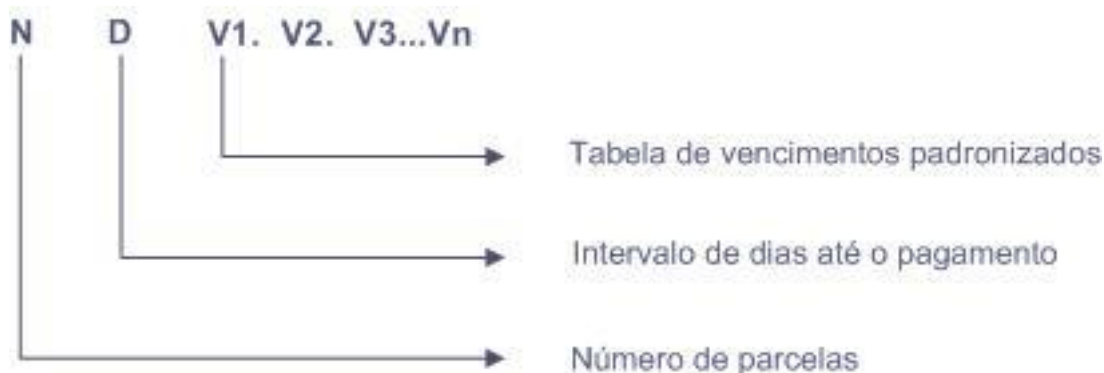 N D V1. V2. V3...Vn
Tabela de vencimentos padronizados
Intervalo de dias até o pagamento
Número de parcelas